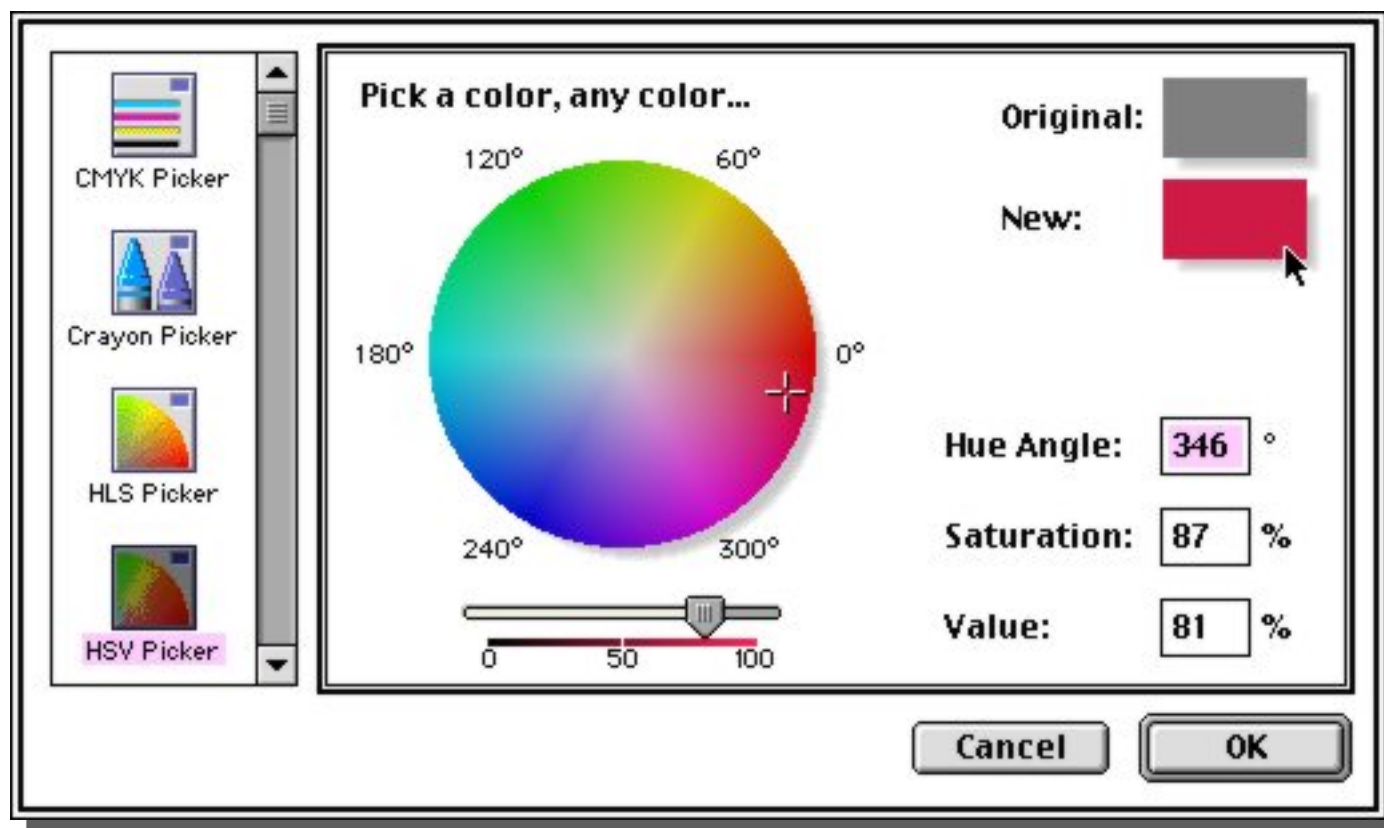 CMYK Picker
Crayon Picker
HLS Picker
HSV Picker
Pick a color, any color...
120°
60°
180°
0°
240°
300°
0
50
100
Original:
New:
Hue Angle: 346 °
Saturation: 87 %
Value: 81 %
Cancel
OK